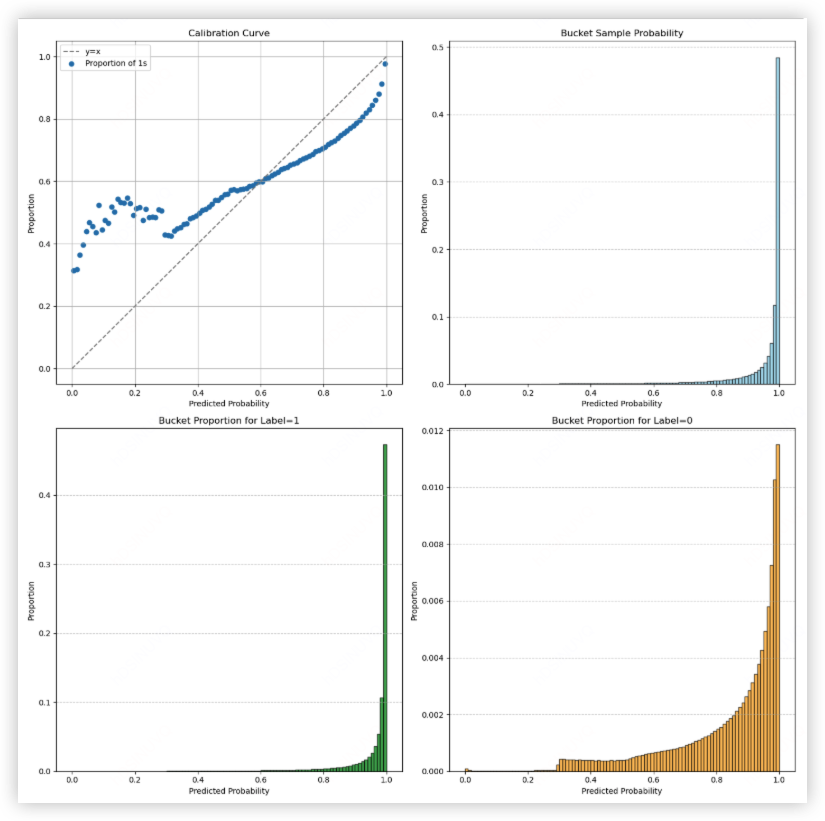 Calibration Curve
y=x
Proportion of 1s
1.0
0.8
0.6
0.4
0.2
0.0
Proportion
0.0 0.2 0.4 0.6 0.8 1.0
Predicted Probability
Bucket Sample Probability
0.5
0.4
0.3
0.2
0.1
0.0
Proportion
0.0 0.2 0.4 0.6 0.8 1.0
Predicted Probability
Bucket Proportion for Label=1
0.4
0.3
0.2
0.1
0.0
Proportion
0.0 0.2 0.4 0.6 0.8 1.0
Predicted Probability
Bucket Proportion for Label=0
0.012
0.010
0.008
0.006
0.004
0.002
0.000
Proportion
0.0 0.2 0.4 0.6 0.8 1.0
Predicted Probability